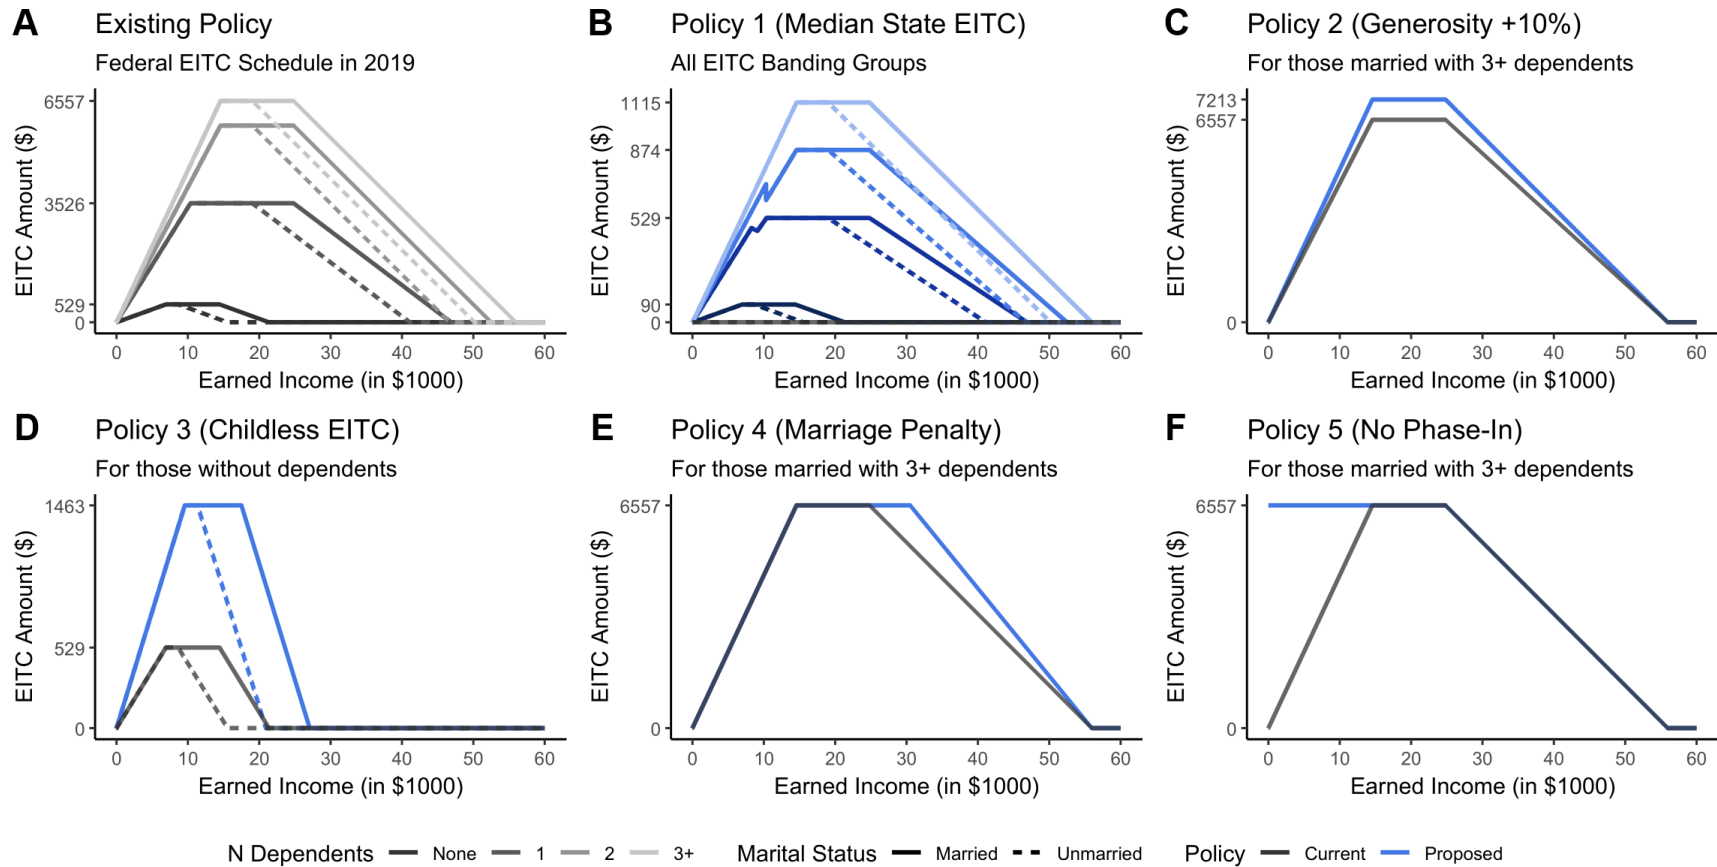 A Existing Policy
Federal EITC Schedule in 2019
EITC Amount ($)
6557
3526
529
0
0 10 20 30 40 50 60
Earned Income (in $1000)
B Policy 1 (Median State EITC)
All EITC Banding Groups
EITC Amount ($)
1115
874
529
90
0
0 10 20 30 40 50 60
Earned Income (in $1000)
C Policy 2 (Generosity +10%)
For those married with 3+ dependents
EITC Amount ($)
7213
6557
0
0 10 20 30 40 50 60
Earned Income (in $1000)
D Policy 3 (Childless EITC)
For those without dependents
EITC Amount ($)
1463
529
0
0 10 20 30 40 50 60
Earned Income (in $1000)
E Policy 4 (Marriage Penalty)
For those married with 3+ dependents
EITC Amount ($)
6557
0
0 10 20 30 40 50 60
Earned Income (in $1000)
F Policy 5 (No Phase-In)
For those married with 3+ dependents
EITC Amount ($)
6557
0
0 10 20 30 40 50 60
Earned Income (in $1000)
N Dependents None 1 2 3+ Marital Status Married Unmarried Policy Current Proposed